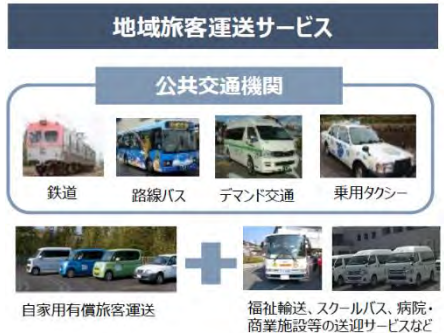 地域旅客運送サービス
公共交通機関
鉄道
路線バス
デマンド交通
乗用タクシー
自家用有償旅客運送
福祉輸送、スクールバス、病院・
商業施設等の送迎サービスなど